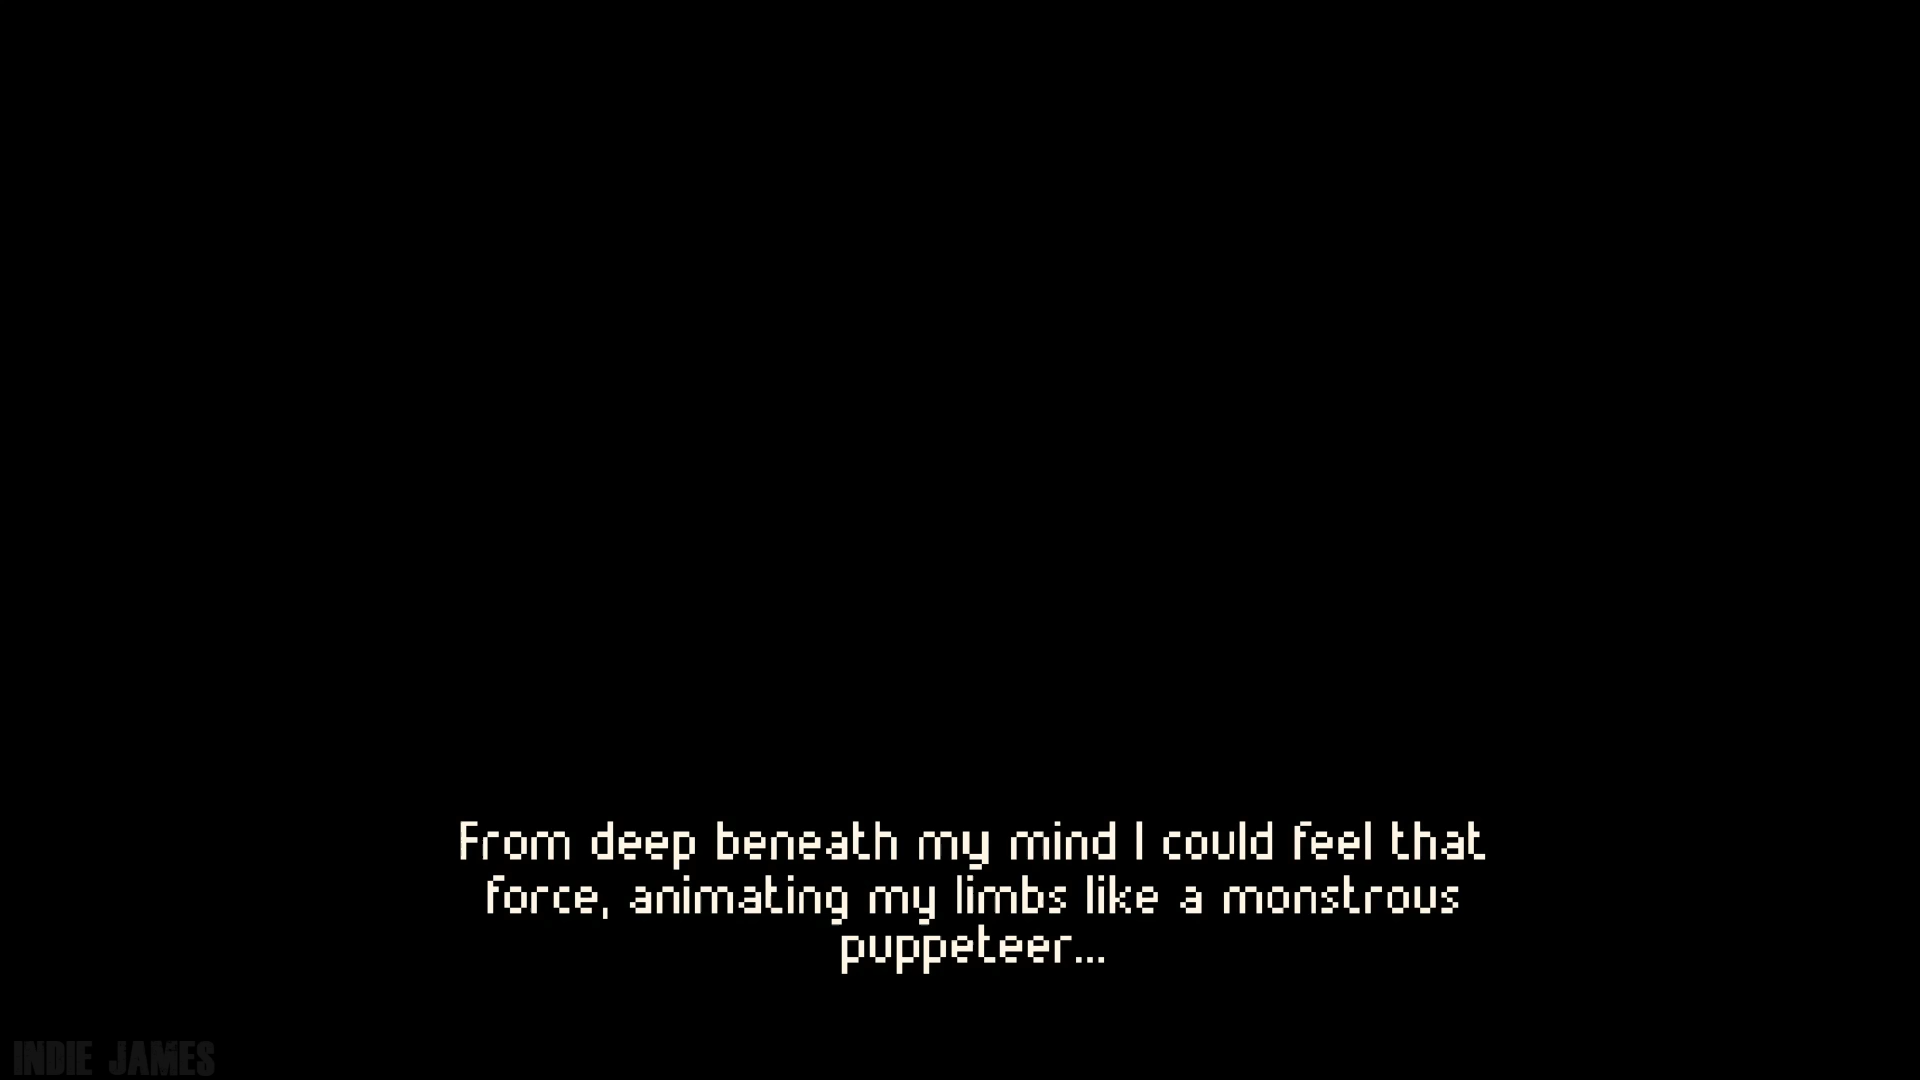 From deep beneath my mind I could feel that
force, animating my limbs like a monstrous
puppeteer...
INDIE JAMES